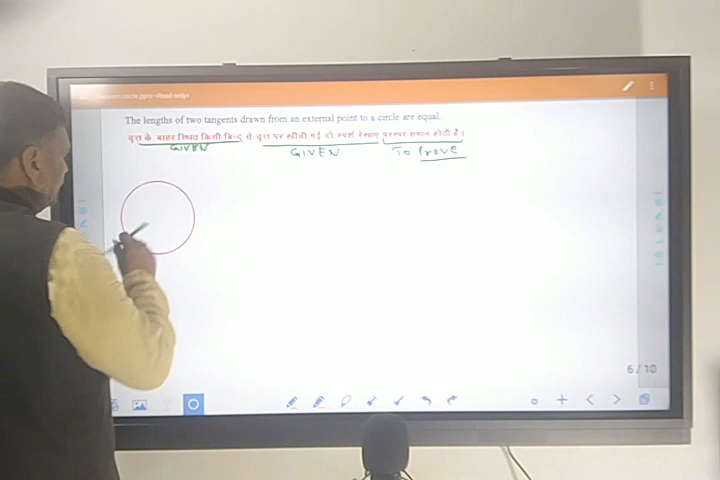 The lengths of two tangents drawn from an external point to a circle are equal.
वृत्त के बाहर स्थित किसी बिन्दु से वृत्त पर खींची गई दो स्पर्श रेखाएं परस्पर समान होती हैं।
GIVEN GIVEN TO Prove
6/10